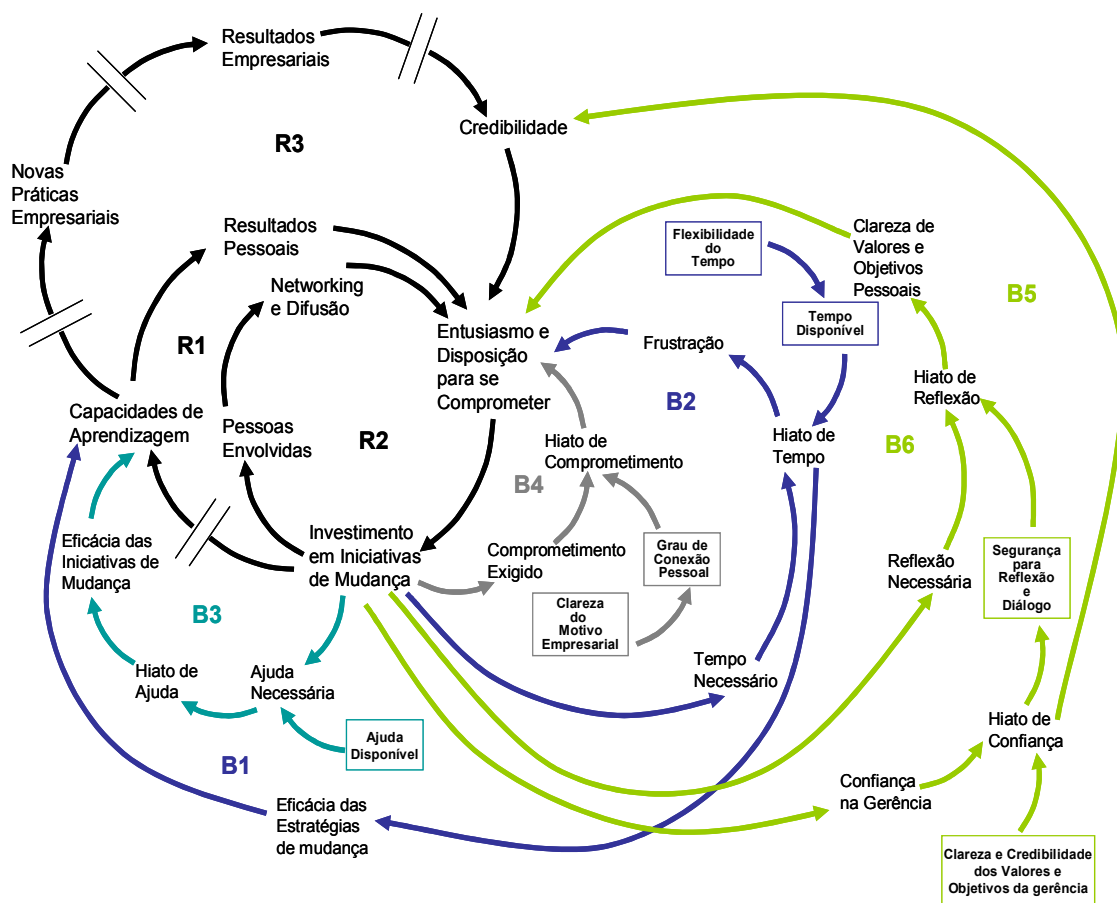 Resultados
Empresariais
R3
Credibilidade
Novas
Práticas
Empresariais
Resultados
Pessoais
Networking
e Difusão
R1
Flexibilidade
do
Tempo
Clareza de
Valores e
Objetivos
Pessoais
B5
Tempo
Disponível
Entusiasmo e
Disposição
para se
Comprometer
Frustração
B2
Hiato de
Reflexão
Capacidades de
Aprendizagem
Pessoas
Envolvidas
R2
Hiato de
Comprometimento
Hiato de
Tempo
B6
B4
Eficácia das
Iniciativas de
Mudança
Investimento
em Iniciativas
de Mudança
Comprometimento
Exigido
Grau de
Conexão
Pessoal
Reflexão
Necessária
Segurança
para
Reflexão
e
Diálogo
Clareza
do
Motivo
Empresarial
B3
Hiato de
Ajuda
Ajuda
Necessária
Tempo
Necessário
Ajuda
Disponível
Hiato de
Confiança
B1
Confiança
na Gerência
Eficácia das
Estratégias
de mudança
Clareza e Credibilidade
dos Valores e
Objetivos da gerência